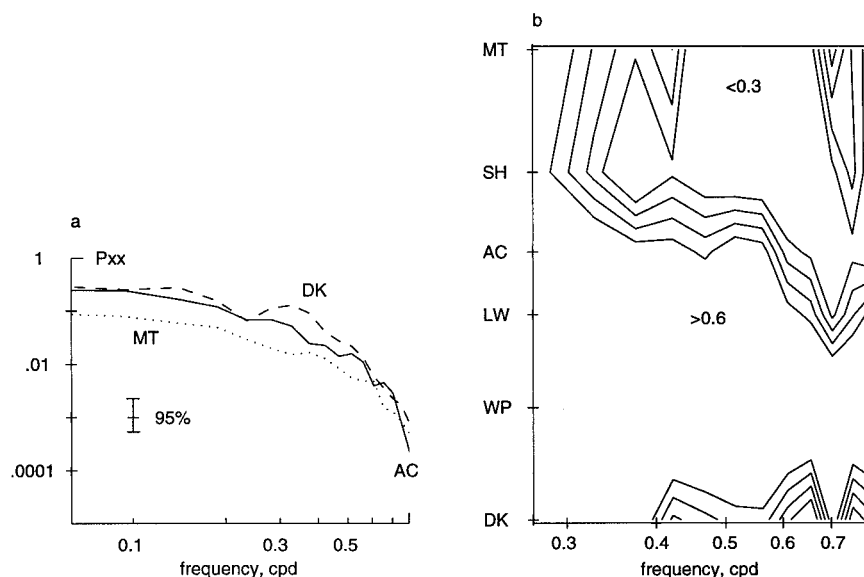 a
1
Pxx
DK
MT
.01
95%
.0001
AC
0.1
0.3
0.5
frequency, cpd
b
MT
<0.3
SH
AC
LW
>0.6
WP
DK
0.3
0.4
0.5
0.6
0.7
frequency, cpd